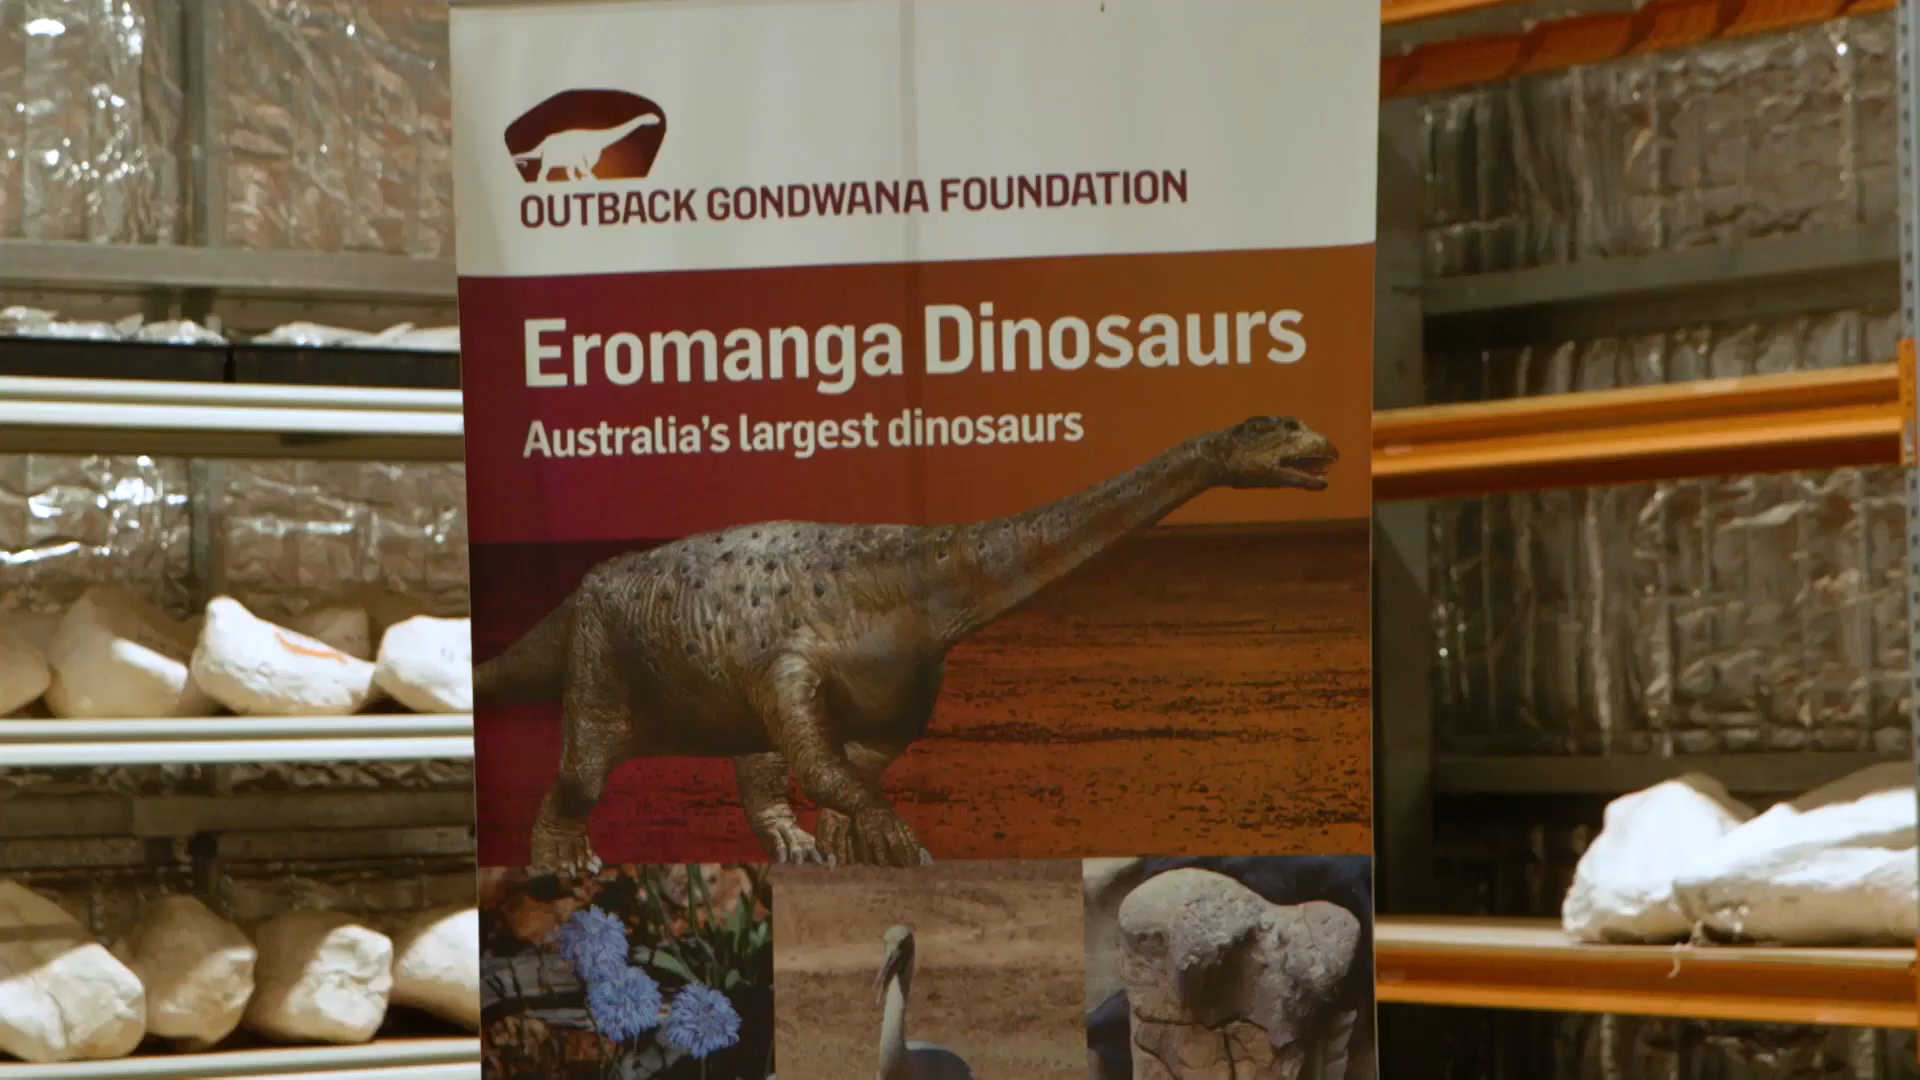 OUTBACK GONDWANA FOUNDATION
Eromanga Dinosaurs
Australia's largest dinosaurs